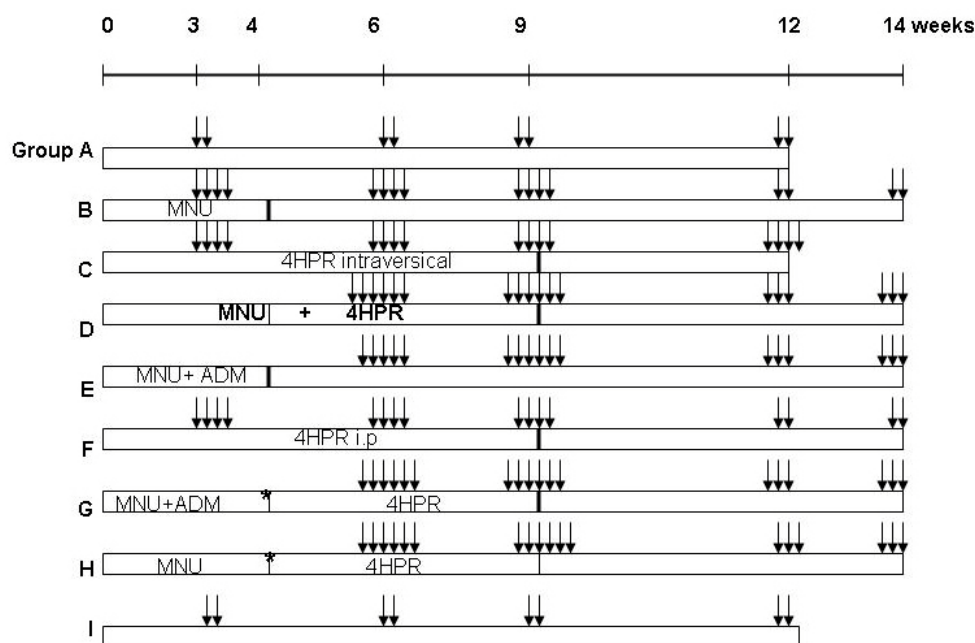 0 3 4 6 9 12 14 weeks
Group A
B MNU
C 4HPR intraversical
D MNU + 4HPR
E MNU+ ADM
F 4HPR i.p
G MNU+ADM * 4HPR
H MNU * 4HPR
I